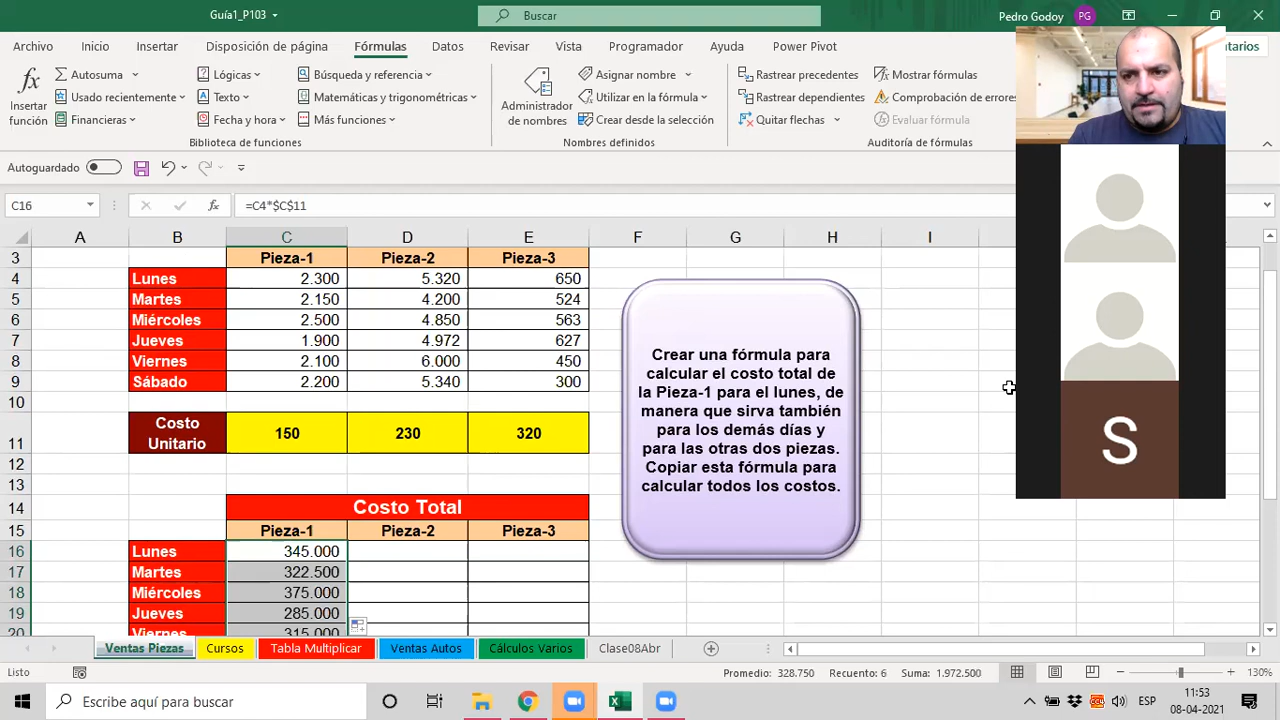 Guía1_P103
Buscar
Pedro Godoy
PG
Archivo Inicio Insertar Disposición de página Fórmulas Datos Revisar Vista Programador Ayuda Power Pivot
Insertar función
Autosuma
Usado recientemente
Financieras
Lógicas
Texto
Fecha y hora
Búsqueda y referencia
Matemáticas y trigonométricas
Más funciones
Biblioteca de funciones
Administrador de nombres
Asignar nombre
Utilizar en la fórmula
Crear desde la selección
Nombres definidos
Rastrear precedentes
Rastrear dependientes
Quitar flechas
Mostrar fórmulas
Comprobación de errores
Evaluar fórmula
Auditoría de fórmulas
Autoguardado
C16
fx
=C4*$C$11
A B C D E F G H I
3 Pieza-1 Pieza-2 Pieza-3
4 Lunes 2.300 5.320 650
5 Martes 2.150 4.200 524
6 Miércoles 2.500 4.850 563
7 Jueves 1.900 4.972 627
8 Viernes 2.100 6.000 450
9 Sábado 2.200 5.340 300
10
11 Costo Unitario 150 230 320
12
13
14 Costo Total
15 Pieza-1 Pieza-2 Pieza-3
16 Lunes 345.000
17 Martes 322.500
18 Miércoles 375.000
19 Jueves 285.000
20 Viernes 315.000
Crear una fórmula para
calcular el costo total de
la Pieza-1 para el lunes, de
manera que sirva también
para los demás días y
para las otras dos piezas.
Copiar esta fórmula para
calcular todos los costos.
S
Ventas Piezas Cursos Tabla Multiplicar Ventas Autos Cálculos Varios Clase08Abr
Listo
Promedio: 328.750 Recuento: 6 Suma: 1.972.500
130%
Escribe aquí para buscar
ESP
11:53
08-04-2021